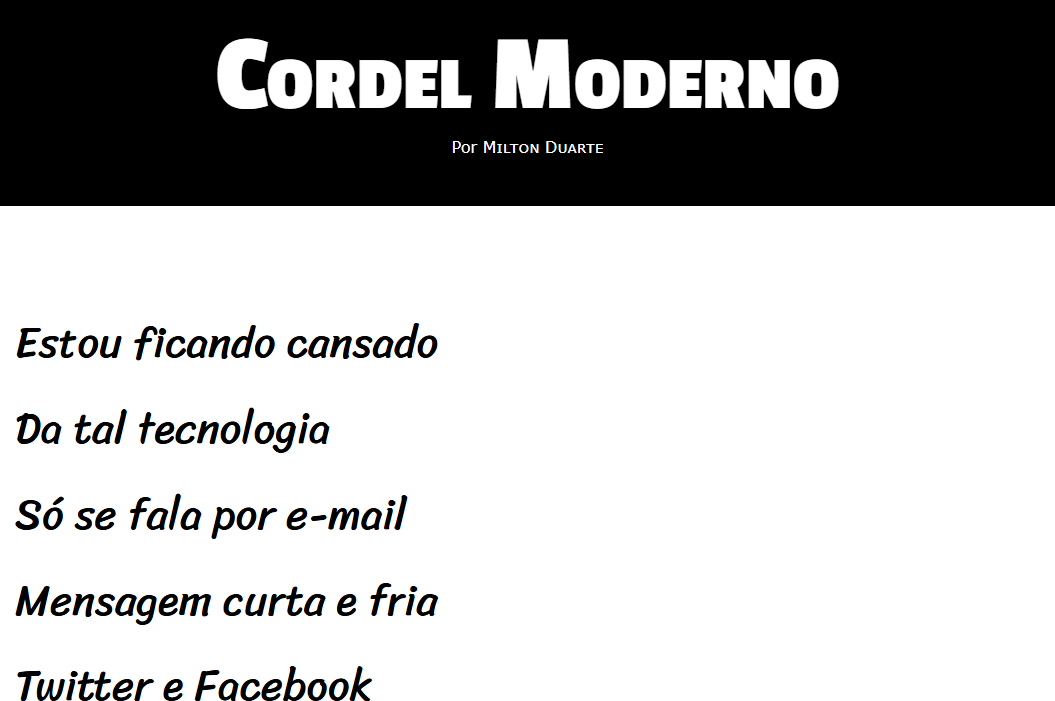 Cordel Moderno
Por Milton Duarte
Estou ficando cansado
Da tal tecnologia
Só se fala por e-mail
Mensagem curta e fria
Twitter e Facebook